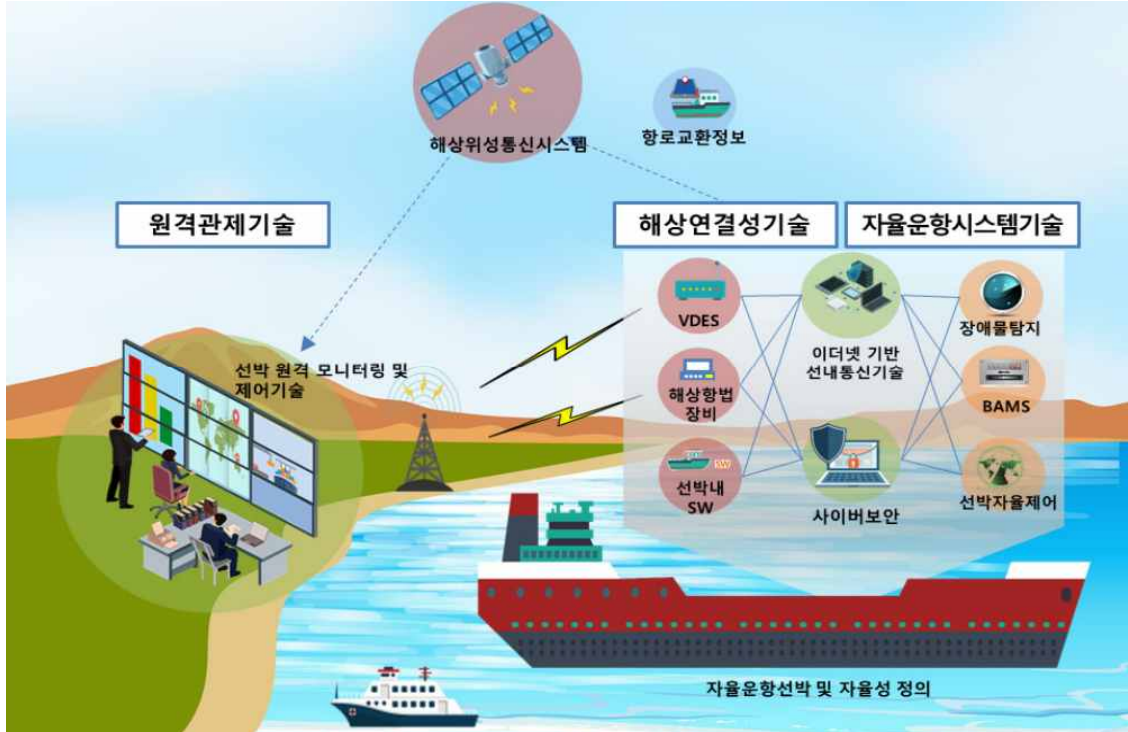 해상위성통신시스템
항로교환정보
원격관제기술
해상연결성기술
자율운항시스템기술
VDES
이더넷 기반
선내통신기술
장애물탐지
선박 원격 모니터링 및
제어기술
해상항법
장비
BAMS
SW
선박내
SW
사이버보안
선박자율제어
자율운항선박 및 자율성 정의